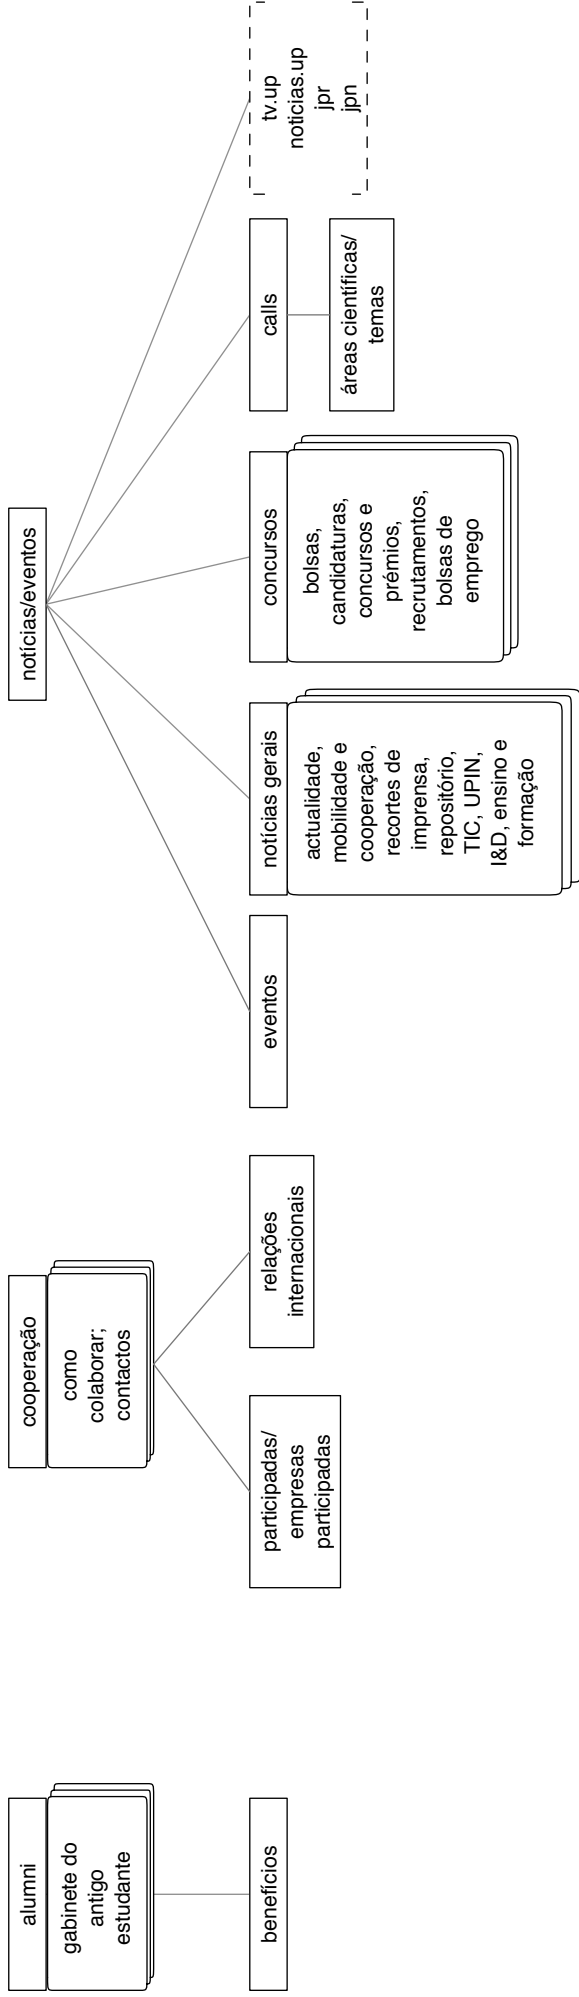 alumni
gabinete do
antigo
estudante
benefícios
cooperação
como
colaborar;
contactos
participadas/
empresas
participadas
relações
internacionais
notícias/eventos
eventos
notícias gerais
actualidade,
mobilidade e
cooperação,
recortes de
imprensa,
repositório,
TIC, UPIN,
I&D, ensino e
formação
concursos
bolsas,
candidaturas,
concursos e
prémios,
recrutamentos,
bolsas de
emprego
calls
áreas científicas/
temas
tv.up
noticias.up
jpr
jpn